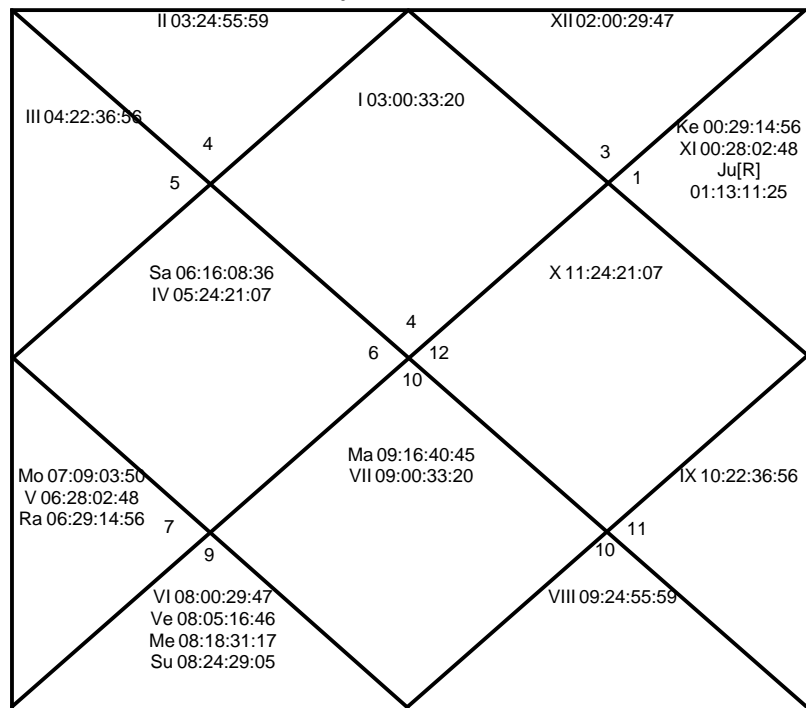 II 03:24:55:59
XII 02:00:29:47
I 03:00:33:20
III 04:22:36:56
Ke 00:29:14:56
XI 00:28:02:48
Ju[R]
01:13:11:25
4
3
5
1
Sa 06:16:08:36
IV 05:24:21:07
X 11:24:21:07
4
6
12
10
Ma 09:16:40:45
VII 09:00:33:20
Mo 07:09:03:50
V 06:28:02:48
Ra 06:29:14:56
IX 10:22:36:56
7
11
9
10
VI 08:00:29:47
Ve 08:05:16:46
Me 08:18:31:17
Su 08:24:29:05
VIII 09:24:55:59